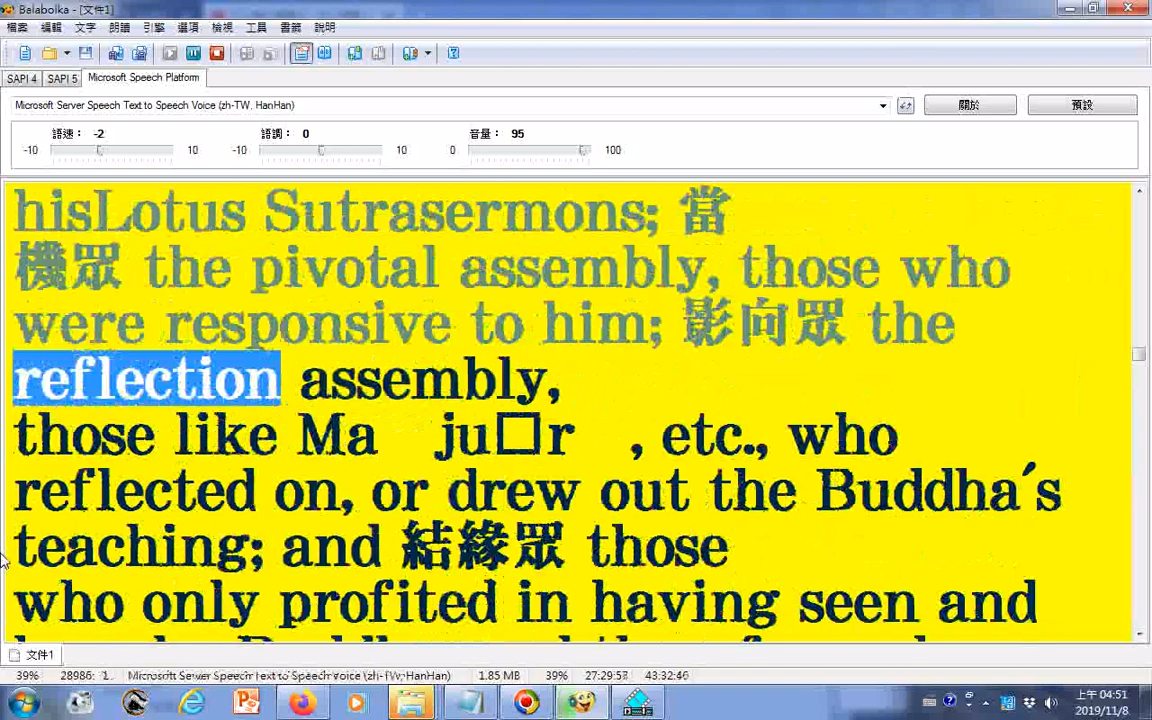 Balabolka - [文件1]
檔案 編輯 文字 朗讀 引擎 選項 檢視 工具 書籤 說明
SAPI 4 SAPI 5 Microsoft Speech Platform
Microsoft Server Speech Text to Speech Voice (zh-TW, HanHan)
關於 預設
語速： -2 語調： 0 音量： 95
-10 10 -10 10 0 100
hisLotus Sutrasermons; 當
機眾 the pivotal assembly, those who
were responsive to him; 影向眾 the
reflection assembly,
those like Ma ju□r , etc., who
reflected on, or drew out the Buddha´s
teaching; and 結緣眾 those
who only profited in having seen and
文件1
39% Microsoft Server Speech Text to Speech Voice (zh-TW, HanHan) 1.85 MB 39% 27:29:58 43:32:46
上午 04:51
2019/11/8